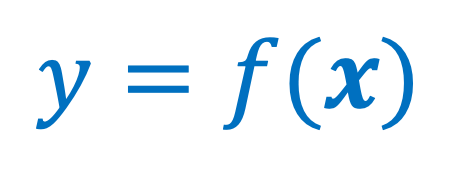 y = f(x)